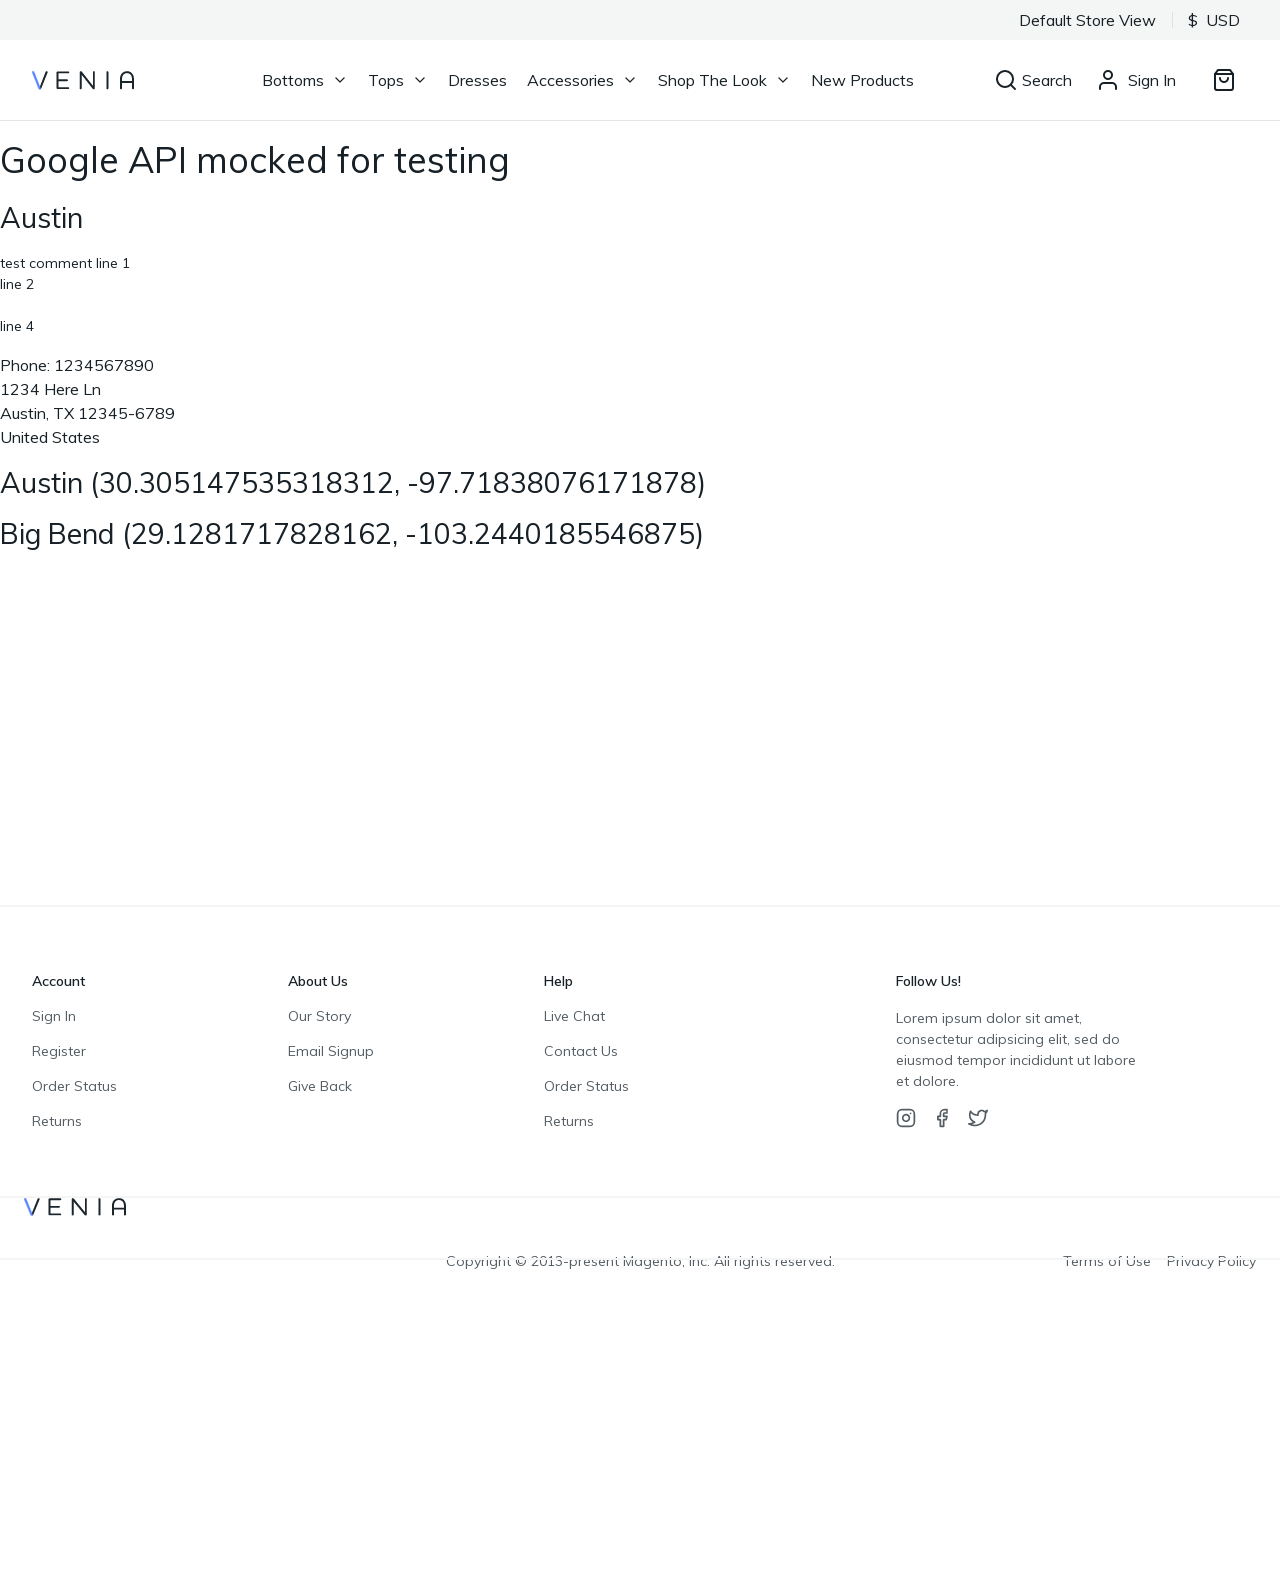 Default Store View
$ USD
VENIA
Bottoms
Tops
Dresses
Accessories
Shop The Look
New Products
Search
Sign In
Google API mocked for testing
Austin
test comment line 1
line 2
line 4
Phone: 1234567890
1234 Here Ln
Austin, TX 12345-6789
United States
Austin (30.305147535318312, -97.71838076171878)
Big Bend (29.1281717828162, -103.2440185546875)
Account
Sign In
Register
Order Status
Returns
About Us
Our Story
Email Signup
Give Back
Help
Live Chat
Contact Us
Order Status
Returns
Follow Us!
Lorem ipsum dolor sit amet,
consectetur adipsicing elit, sed do
eiusmod tempor incididunt ut labore
et dolore.
VENIA
Copyright © 2013-present Magento, Inc. All rights reserved.
Terms of Use
Privacy Policy